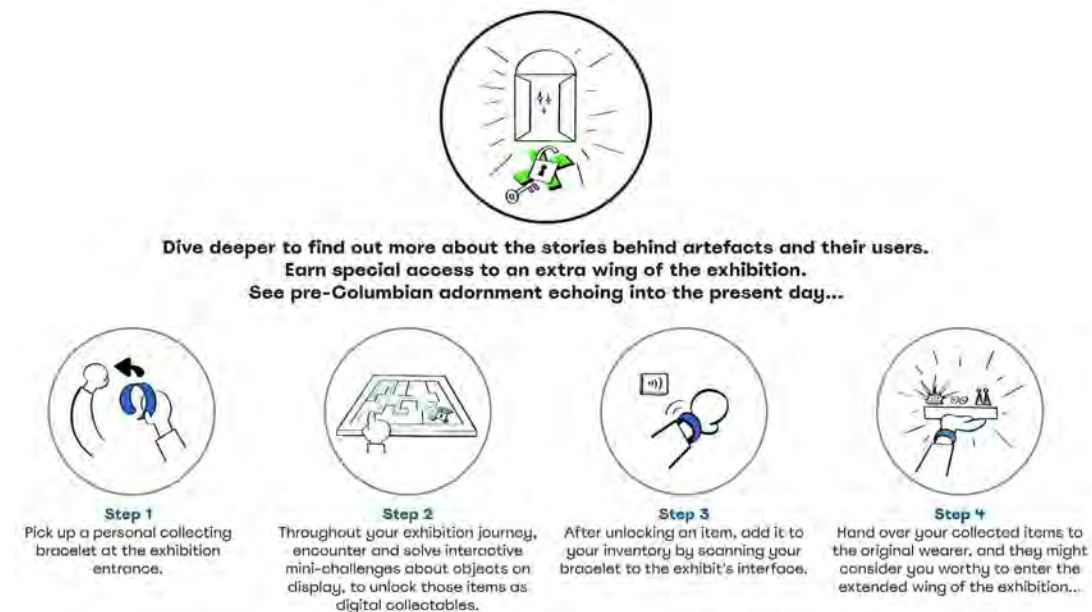 Dive deeper to find out more about the stories behind artefacts and their users.
Earn special access to an extra wing of the exhibition.
See pre-Columbian adornment echoing into the present day...
Step 1
Pick up a personal collecting
bracelet at the exhibition
entrance.
Step 2
Throughout your exhibition journey,
encounter and solve interactive
mini-challenges about objects on
display, to unlock those items as
digital collectables.
Step 3
After unlocking an item, add it to
your inventory by scanning your
bracelet to the exhibit's interface.
Step 4
Hand over your collected items to
the original wearer, and they might
consider you worthy to enter the
extended wing of the exhibition...